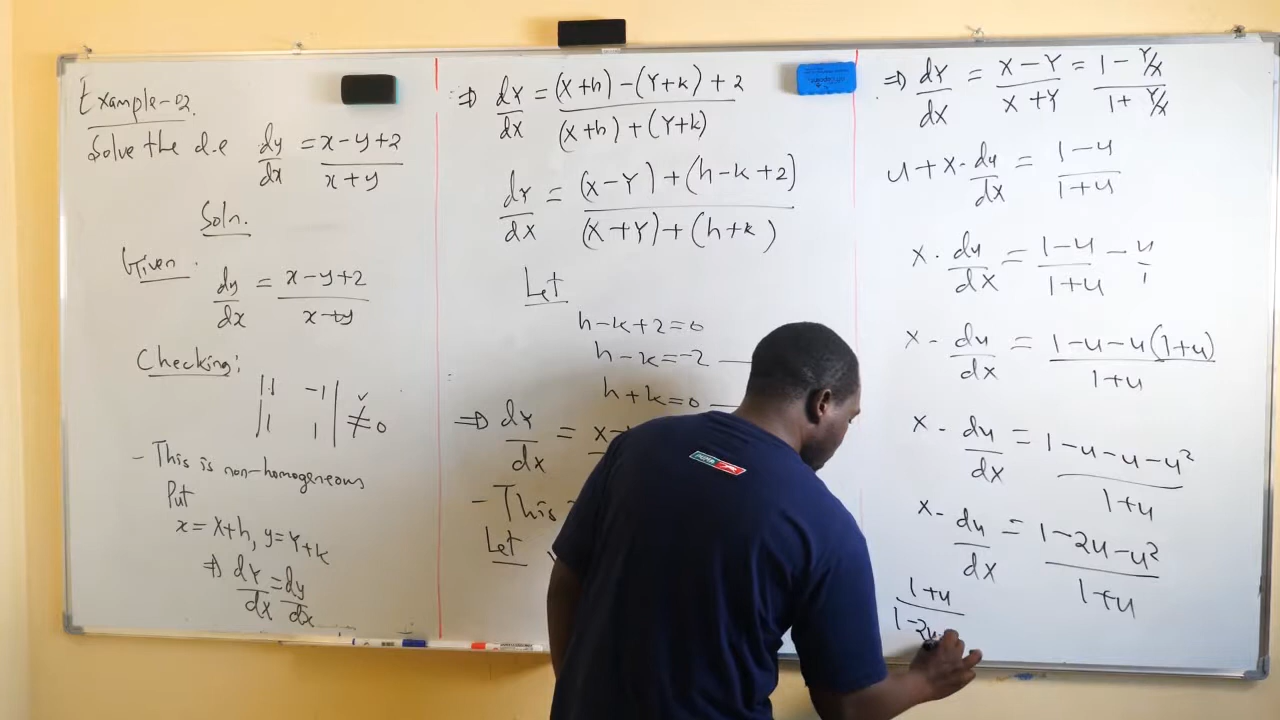 Example-02.
Solve the d.e dy/dx = x-y+2/x+y
Soln.
Given.
dy/dx = x-y+2/x+y
Checking:
|1 -1|
|1 1| ≠ 0
- This is non-homogeneous
Put
x = X+h, y = Y+k
⇒ dY/dX = dy/dx
⇒ dY/dX = (X+h)-(Y+k)+2/(X+h)+(Y+k)
dY/dX = (X-Y)+(h-k+2)/(X+Y)+(h+k)
Let
h-k+2=0
h-k=-2
h+k=0
⇒ dY/dX =
- This
Let
⇒ dY/dX = X-Y/X+Y = 1-Y/X/1+Y/X
u+x·du/dx = 1-u/1+u
x·du/dx = 1-u/1+u - u/1
x·du/dx = 1-u-u(1+u)/1+u
x·du/dx = 1-u-u-u²/1+u
x·du/dx = 1-2u-u²/1+u
1+u/1-2u